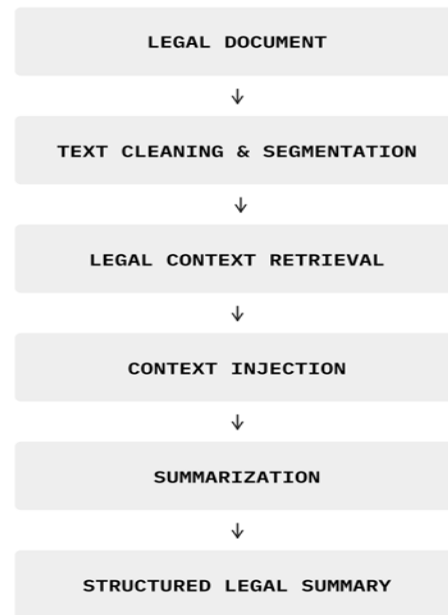 LEGAL DOCUMENT
↓
TEXT CLEANING & SEGMENTATION
↓
LEGAL CONTEXT RETRIEVAL
↓
CONTEXT INJECTION
↓
SUMMARIZATION
↓
STRUCTURED LEGAL SUMMARY